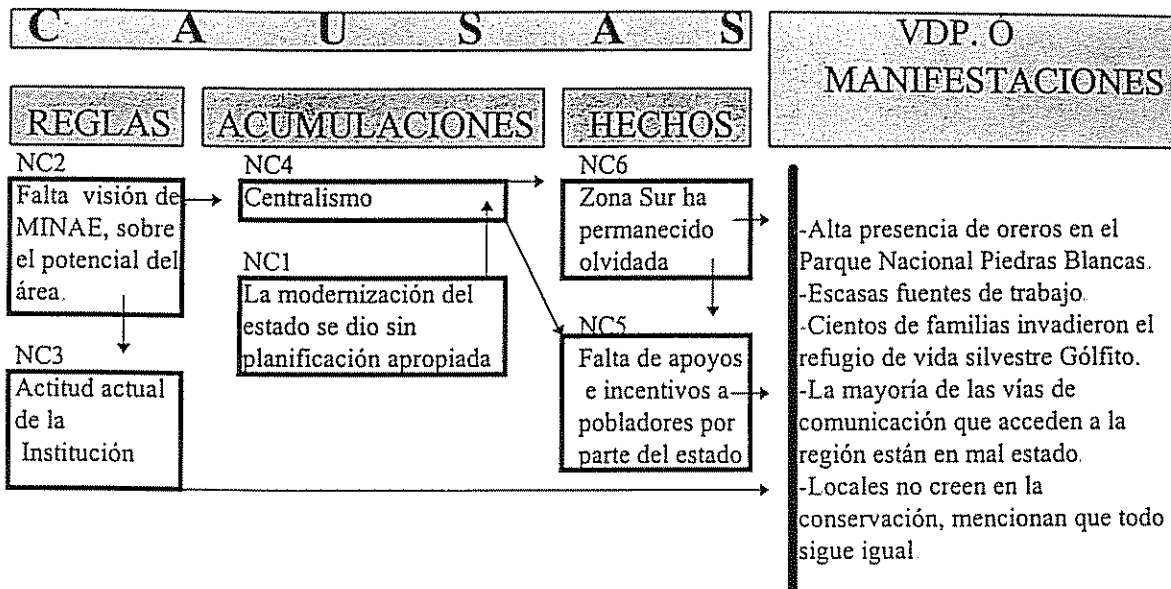 C A U S A S
VDP. Ó
MANIFESTACIONES
REGLAS
ACUMULACIONES
HECHOS
NC2
Falta visión de
MINAE, sobre
el potencial del
área.
NC3
Actitud actual
de la
Institución
NC4
Centralismo
NC1
La modernización del
estado se dio sin
planificación apropiada
NC6
Zona Sur ha
permanecido
olvidada
NC5
Falta de apoyos
e incentivos a
pobladores por
parte del estado
-Alta presencia de oreros en el
Parque Nacional Piedras Blancas.
-Escasas fuentes de trabajo.
-Cientos de familias invadieron el
refugio de vida silvestre Gólfito.
-La mayoría de las vías de
comunicación que acceden a la
región están en mal estado.
-Locales no creen en la
conservación, mencionan que todo
sigue igual.